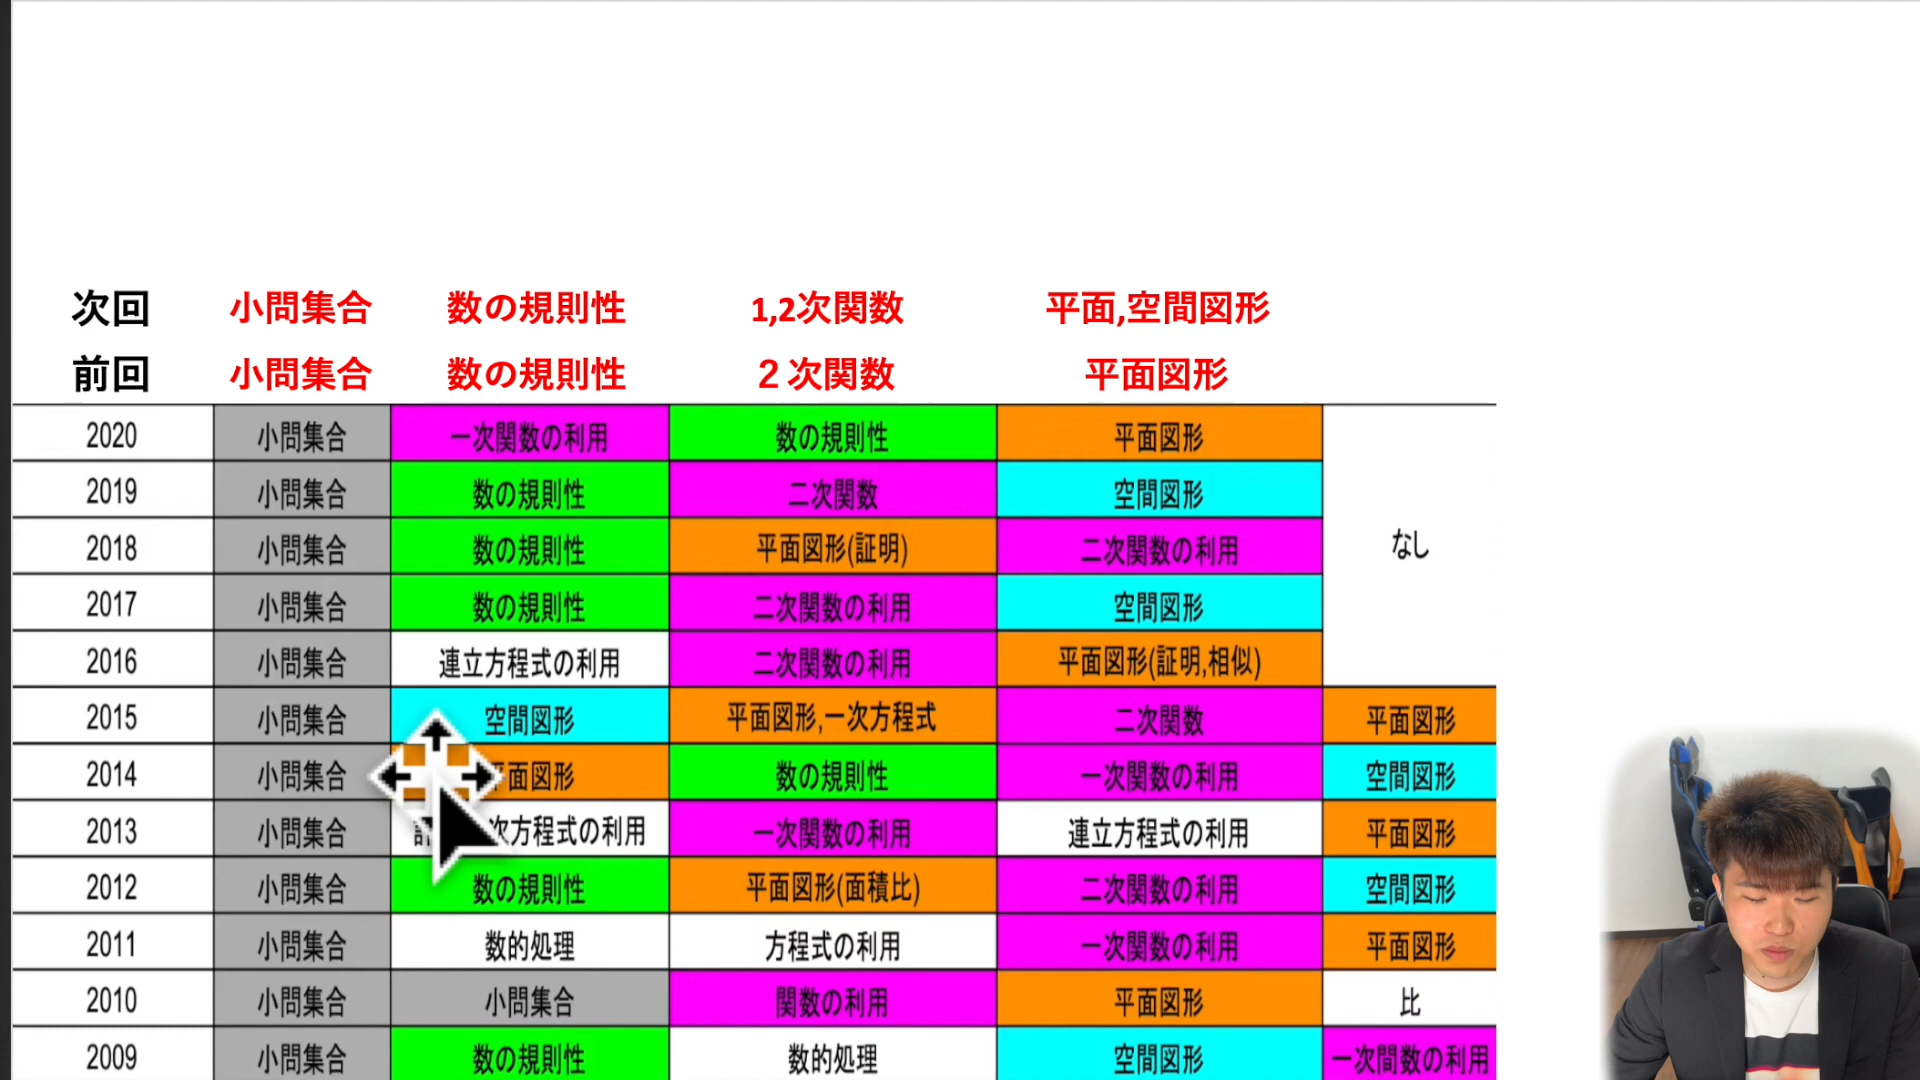 次回 小問集合 数の規則性 1,2次関数 平面,空間図形
前回 小問集合 数の規則性 2次関数 平面図形
2020 小問集合 一次関数の利用 数の規則性 平面図形
2019 小問集合 数の規則性 二次関数 空間図形
2018 小問集合 数の規則性 平面図形(証明) 二次関数の利用 なし
2017 小問集合 数の規則性 二次関数の利用 空間図形
2016 小問集合 連立方程式の利用 二次関数の利用 平面図形(証明,相似)
2015 小問集合 空間図形 平面図形,一次方程式 二次関数 平面図形
2014 小問集合 面図形 数の規則性 一次関数の利用 空間図形
2013 小問集合 次方程式の利用 一次関数の利用 連立方程式の利用 平面図形
2012 小問集合 数の規則性 平面図形(面積比) 二次関数の利用 空間図形
2011 小問集合 数的処理 方程式の利用 一次関数の利用 平面図形
2010 小問集合 小問集合 関数の利用 平面図形 比
2009 小問集合 数の規則性 数的処理 空間図形 一次関数の利用